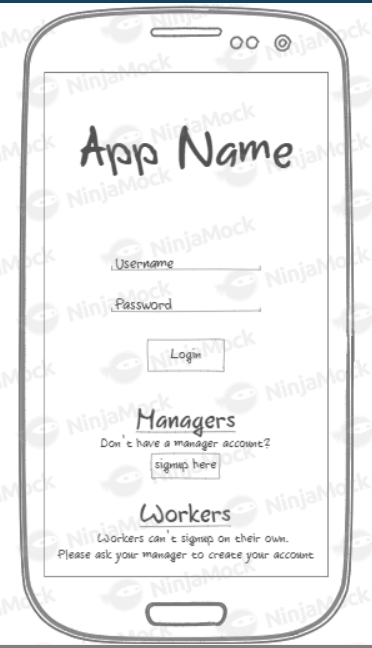 App Name
Username
Password
Login
Managers
Don't have a manager account?
signup here
Workers
Workers can't signup on their own.
Please ask your manager to create your account
NinjaMock